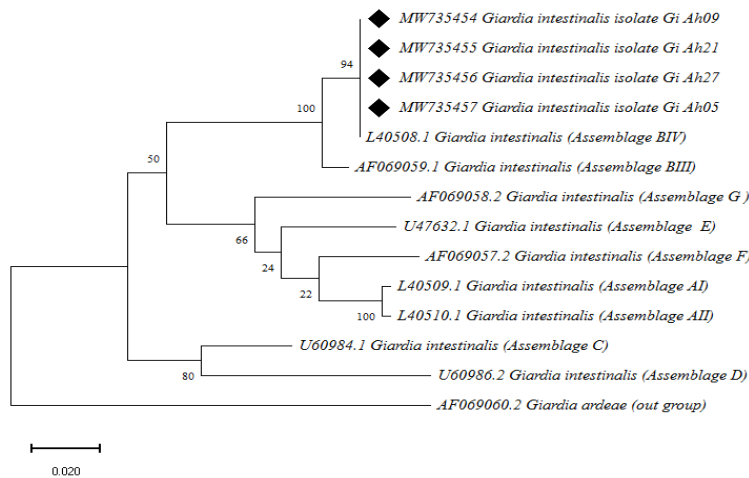 MW735454 Giardia intestinalis isolate Gi Ah09
MW735455 Giardia intestinalis isolate Gi Ah21
94
MW735456 Giardia intestinalis isolate Gi Ah27
100
MW735457 Giardia intestinalis isolate Gi Ah05
L40508.1 Giardia intestinalis (Assemblage BIV)
50
AF069059.1 Giardia intestinalis (Assemblage BIII)
AF069058.2 Giardia intestinalis (Assemblage G )
66
U47632.1 Giardia intestinalis (Assemblage  E)
24
AF069057.2 Giardia intestinalis (Assemblage F)
22
L40509.1 Giardia intestinalis (Assemblage AI)
100
L40510.1 Giardia intestinalis (Assemblage AII)
U60984.1 Giardia intestinalis (Assemblage C)
80
U60986.2 Giardia intestinalis (Assemblage D)
AF069060.2 Giardia ardeae (out group)
0.020